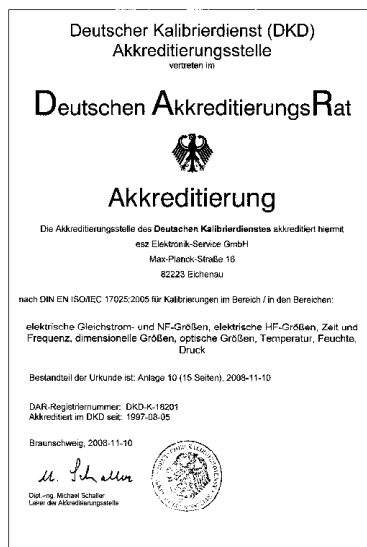 Deutscher Kalibrierdienst (DKD)
Akkreditierungsstelle
vertreten im
Deutschen AkkreditierungsRat
Akkreditierung
Die Akkreditierungsstelle des Deutschen Kalibrierdienstes akkreditiert hiermit
esz Elektronik-Service GmbH
Max-Planck-Straße 16
82223 Eichenau
nach DIN EN ISO/IEC 17025:2005 für Kalibrierungen im Bereich / in den Bereichen:
elektrische Gleichstrom- und NF-Größen, elektrische HF-Größen, Zeit und
Frequenz, dimensionelle Größen, optische Größen, Temperatur, Feuchte,
Druck
Bestandteil der Urkunde ist: Anlage 10 (15 Seiten), 2008-11-10
DAR-Registriernummer: DKD-K-18201
Akkreditiert im DKD seit: 1997-08-05
Braunschweig, 2008-11-10
M. Schaller
Dipl.-Ing. Michael Schaller
Leiter der Akkreditierungsstelle